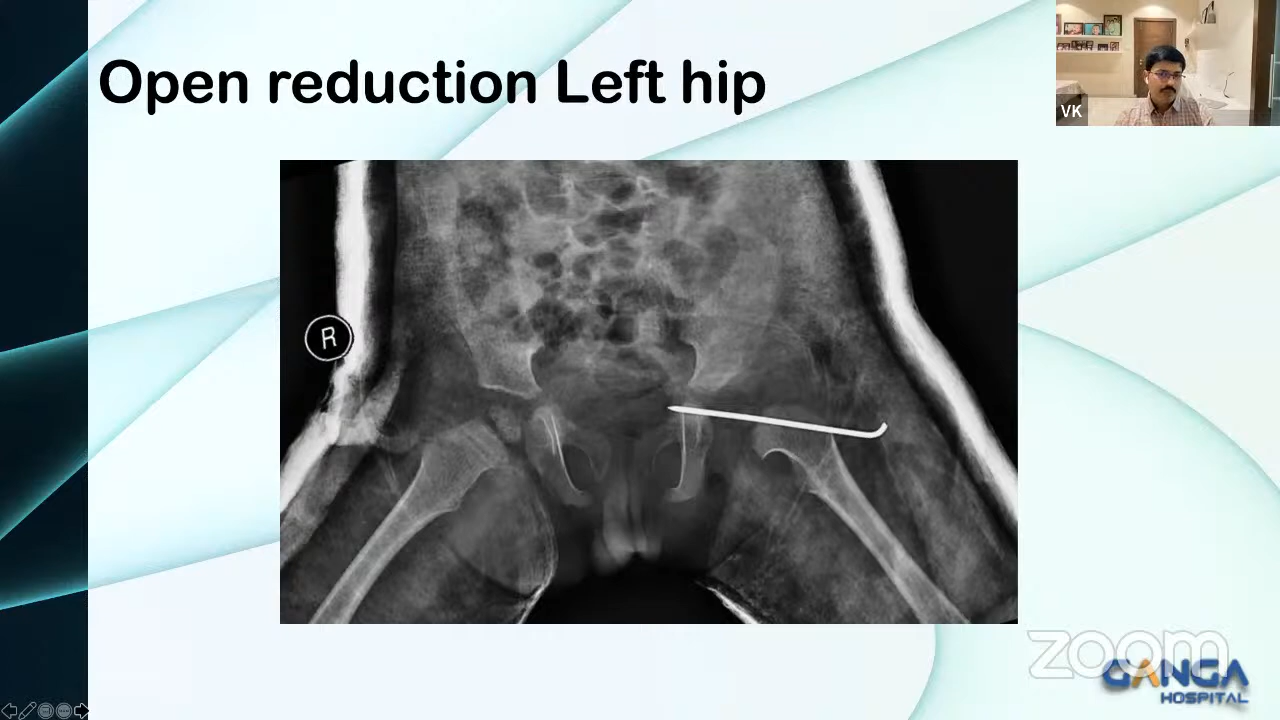 Open reduction Left hip
VK
R
zoom
GANGA
HOSPITAL